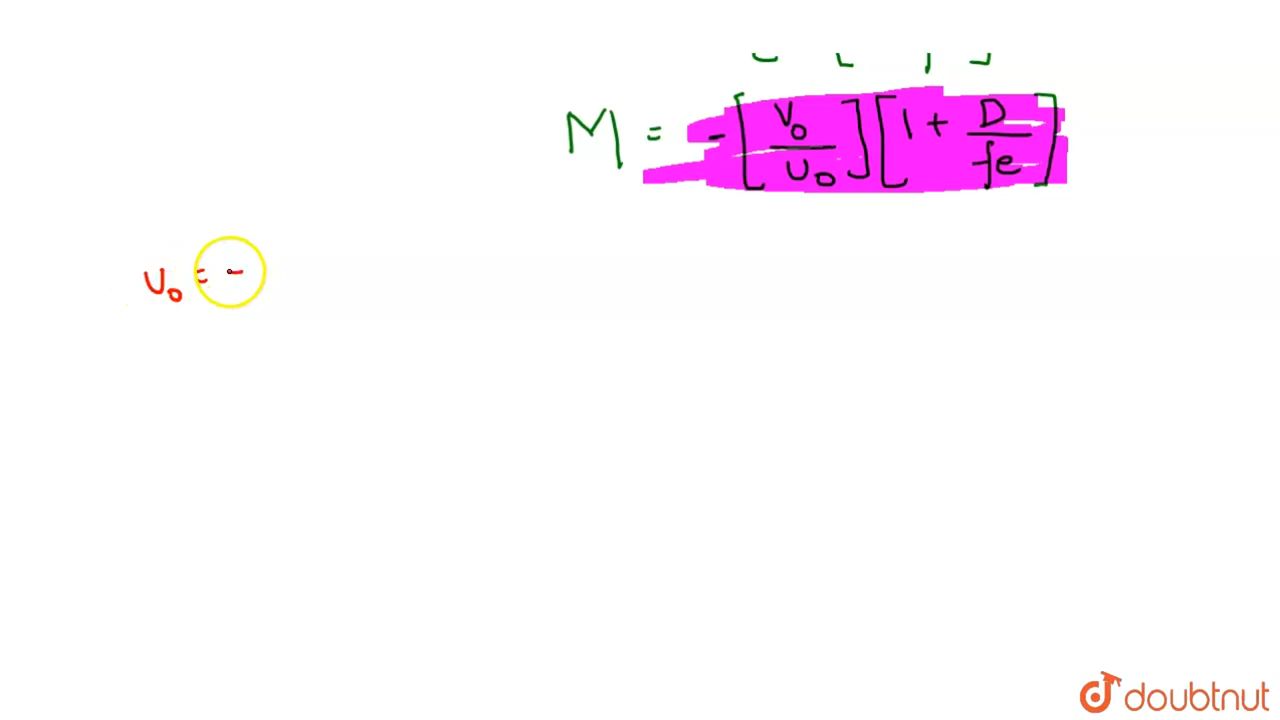 M = -[V₀/U₀][1 + D/fe]
U₀ = -
doubtnut